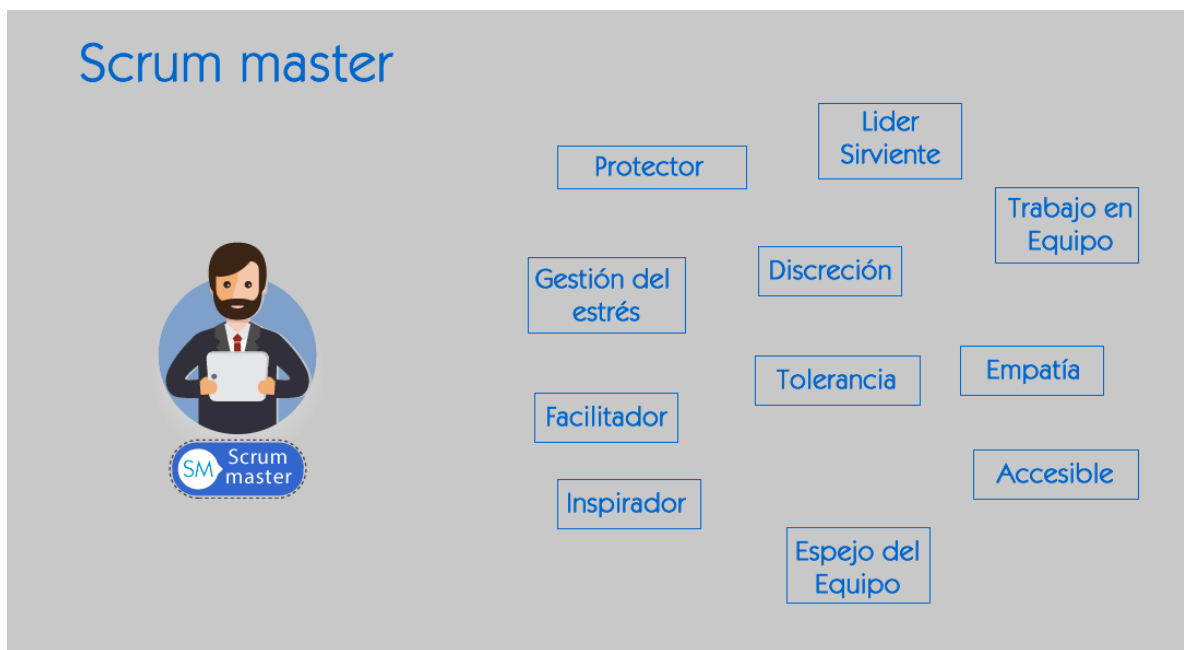 Scrum master
Protector
Lider
Sirviente
Trabajo en
Equipo
Gestión del
estrés
Discreción
Tolerancia
Empatía
Facilitador
Accesible
Inspirador
Espejo del
Equipo
SM
Scrum
master